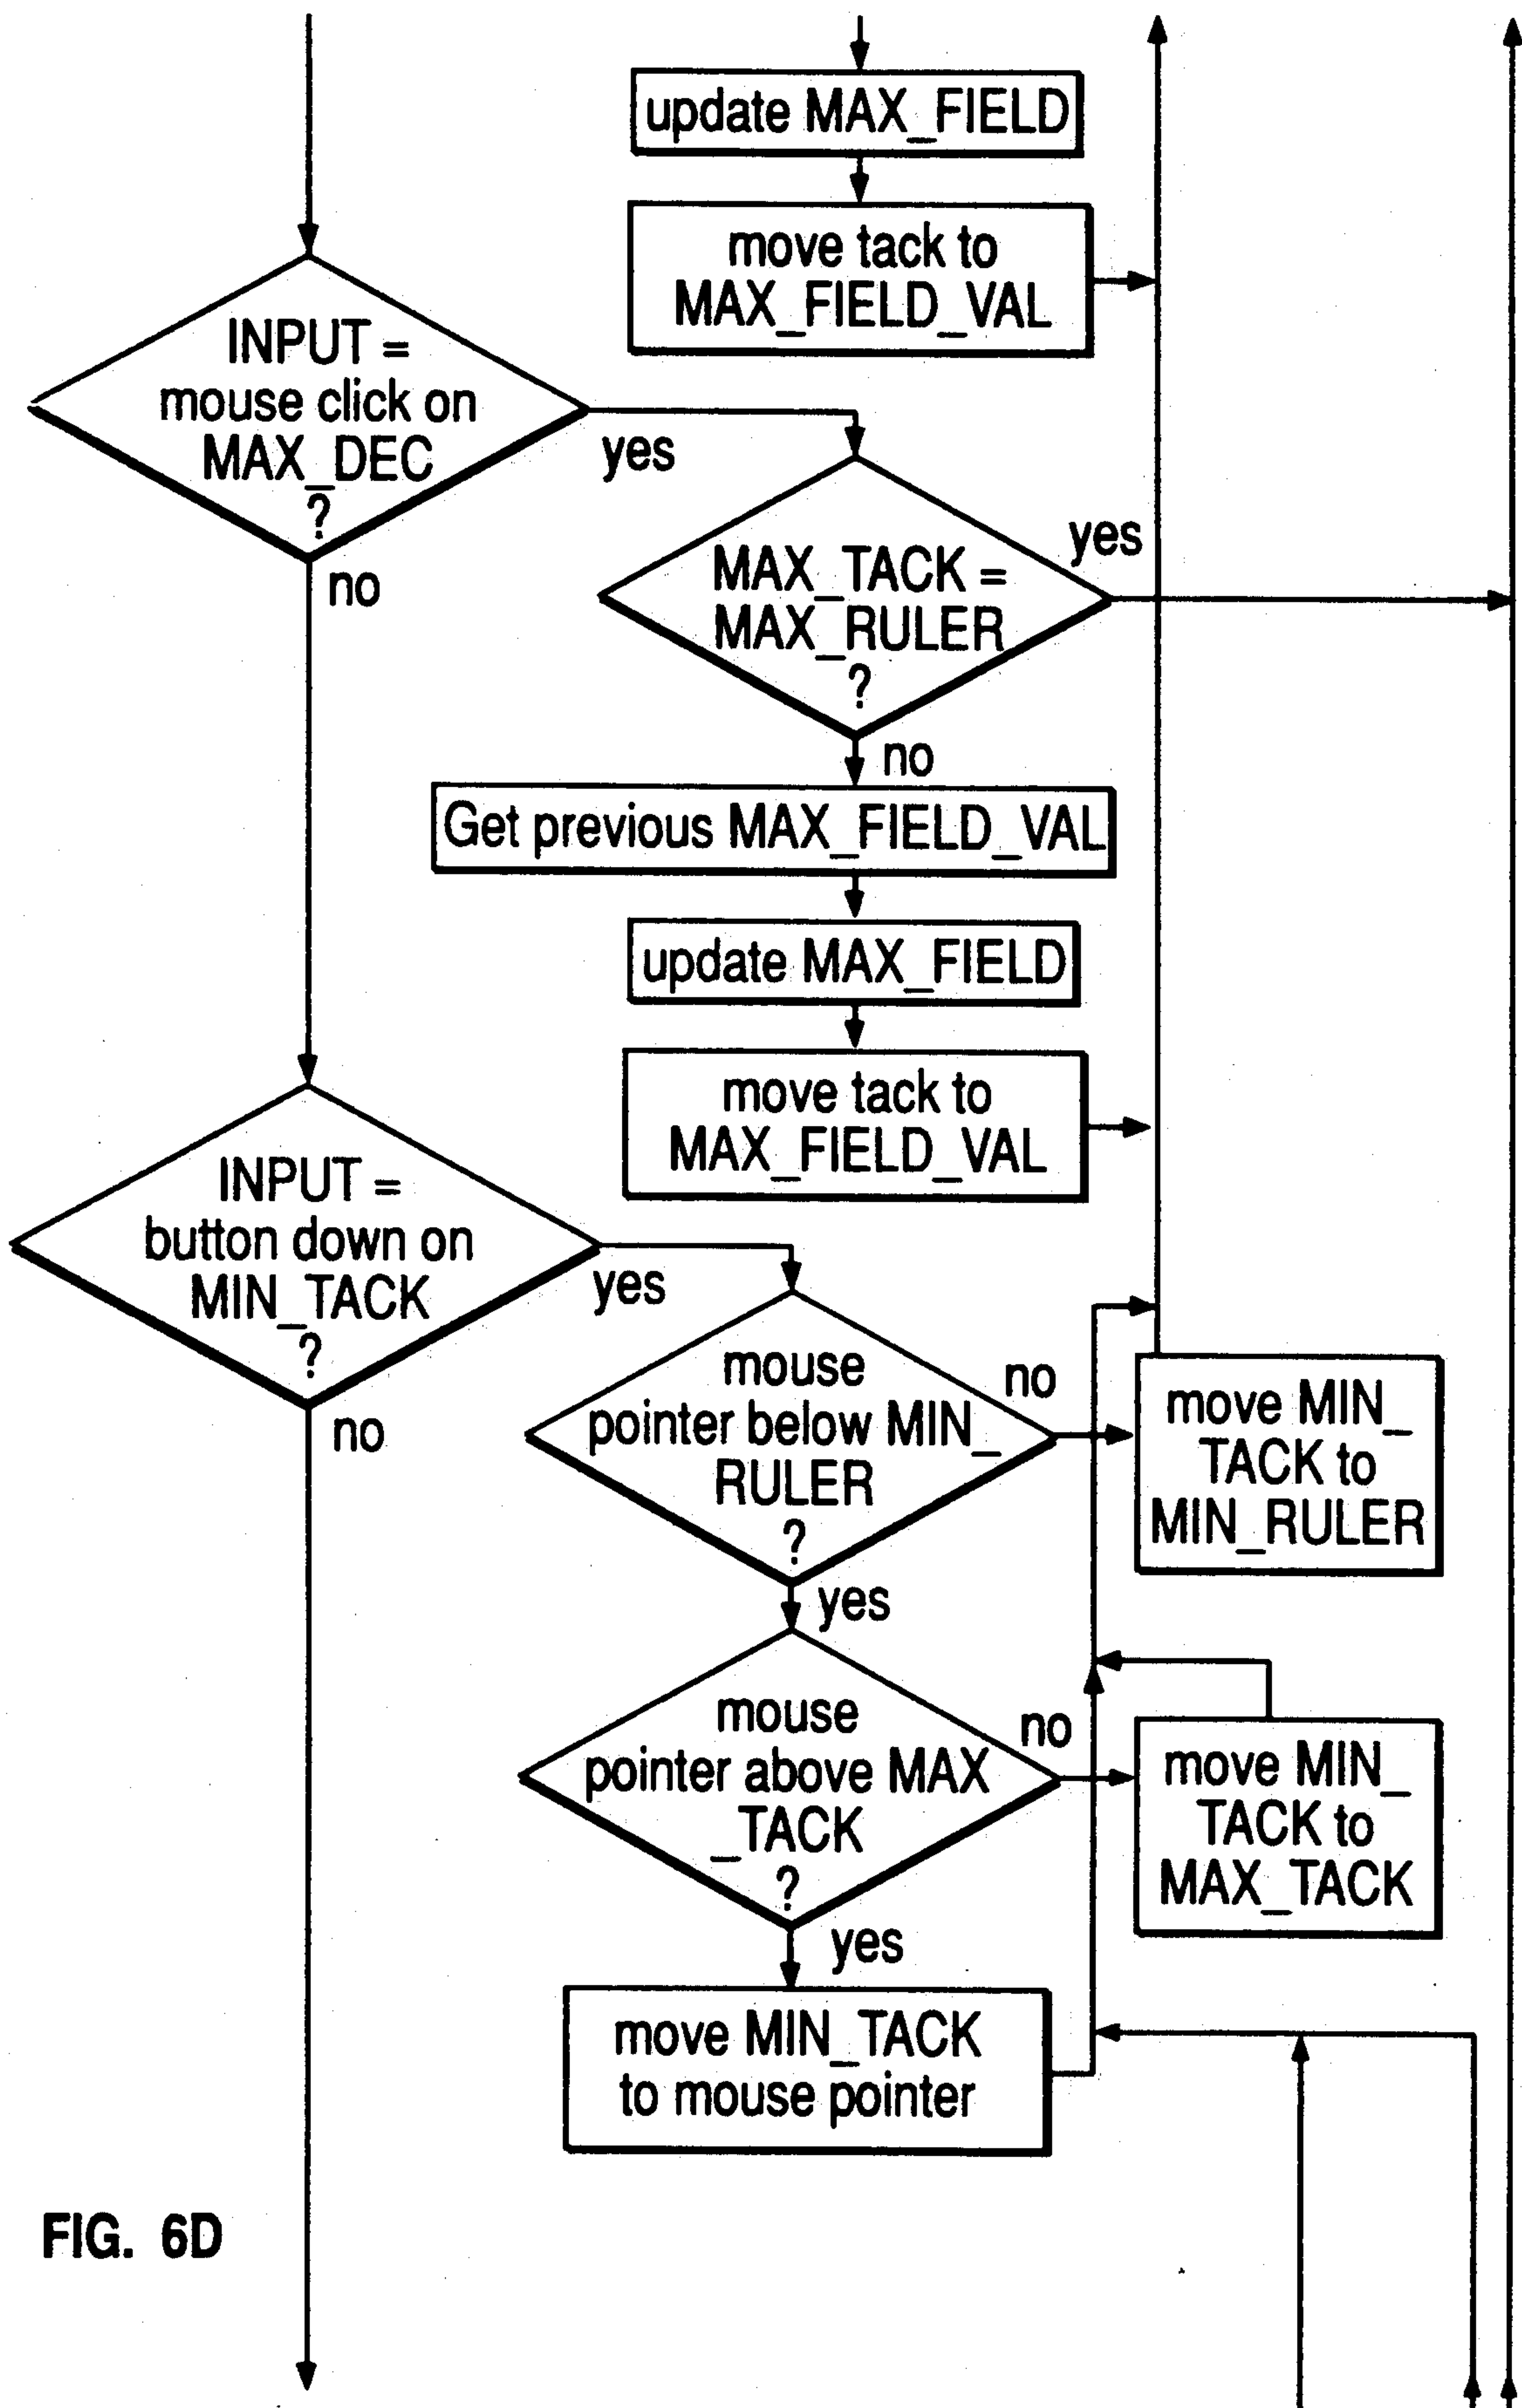 update MAX_FIELD
move tack to
MAX_FIELD_VAL
INPUT =
mouse click on
MAX_DEC
?
yes
no
MAX_TACK =
MAX_RULER
?
yes
no
Get previous MAX_FIELD_VAL
update MAX_FIELD
move tack to
MAX_FIELD_VAL
INPUT =
button down on
MIN_TACK
?
yes
no
mouse
pointer below MIN_
RULER
?
no
yes
move MIN_
TACK to
MIN_RULER
mouse
pointer above MAX
_TACK
?
no
yes
move MIN_
TACK to
MAX_TACK
move MIN_TACK
to mouse pointer
FIG. 6D